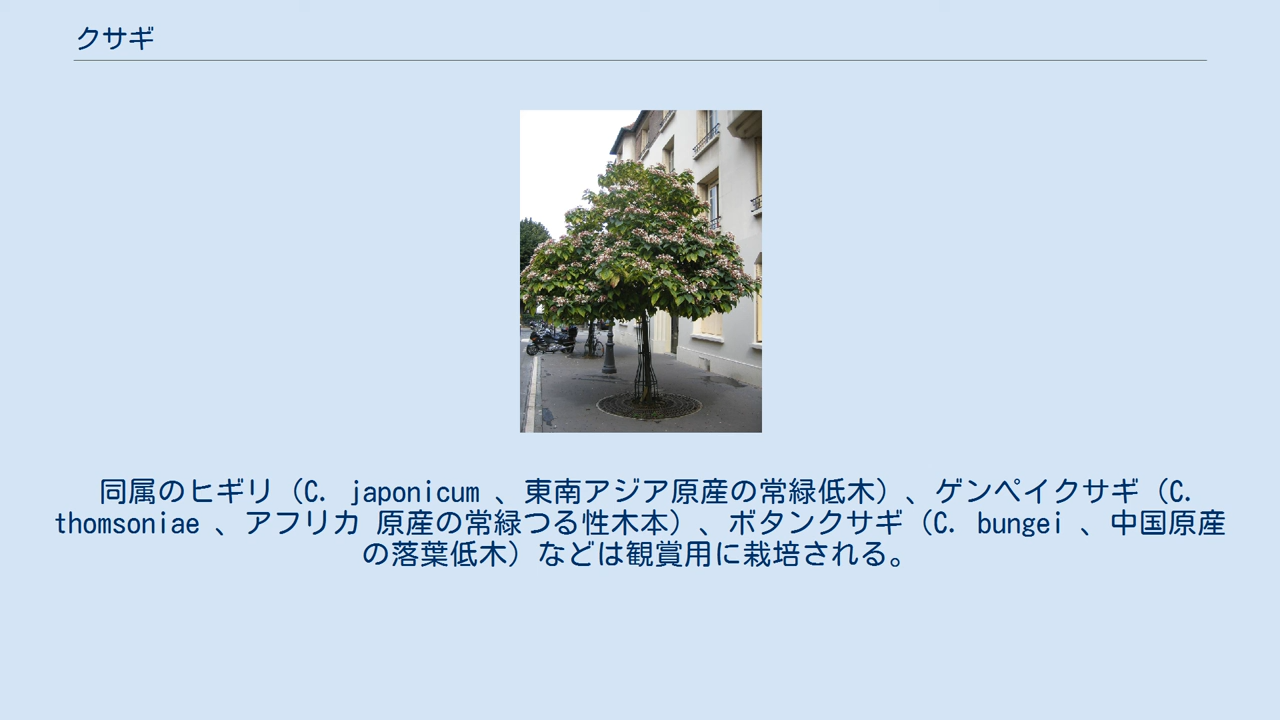 クサギ
同属のヒギリ（C. japonicum 、東南アジア原産の常緑低木）、ゲンペイクサギ（C.
thomsoniae 、アフリカ 原産の常緑つる性木本）、ボタンクサギ（C. bungei 、中国原産
の落葉低木）などは観賞用に栽培される。